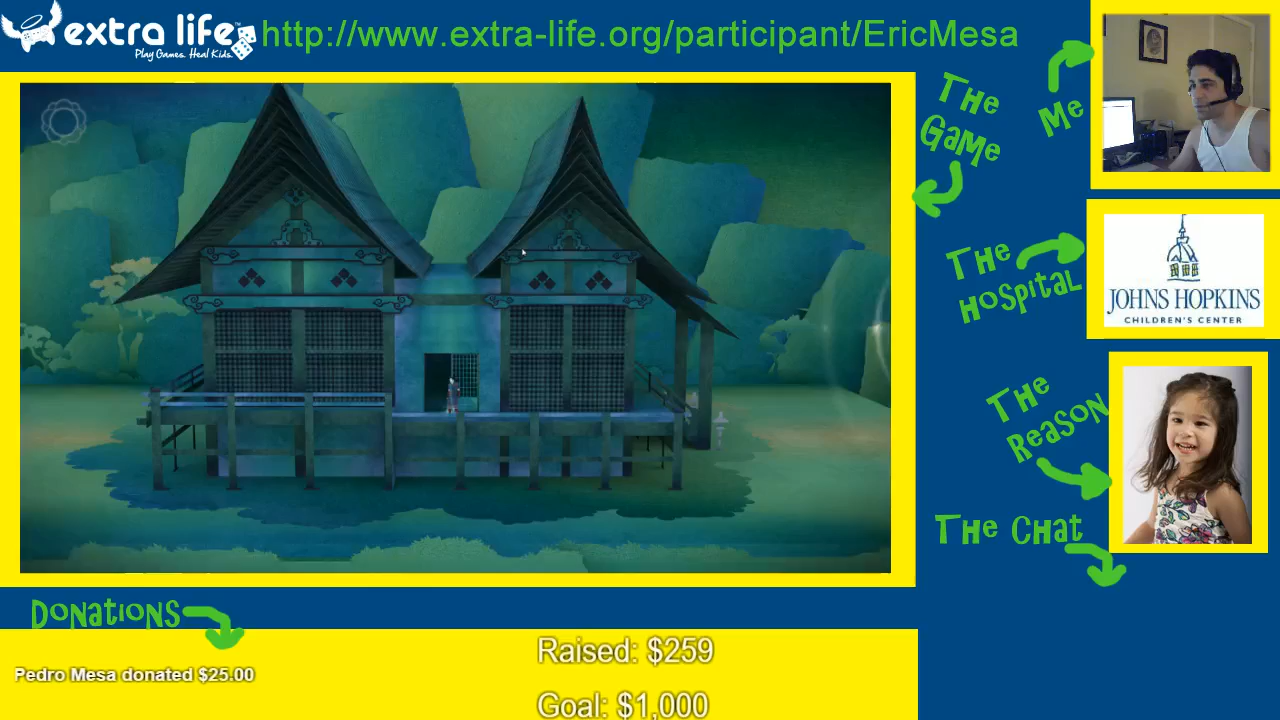 extra life
Play Games. Heal Kids.
http://www.extra-life.org/participant/EricMesa
The
Game
Me
The
Hospital
JOHNS HOPKINS
CHILDREN'S CENTER
The
Reason
The Chat
Donations
Pedro Mesa donated $25.00
Raised: $259
Goal: $1,000